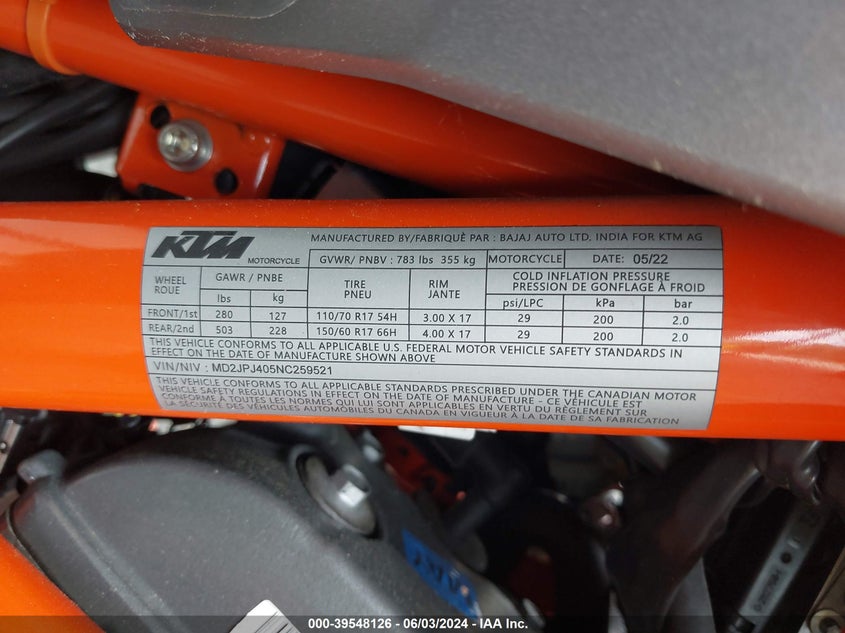 KTM
MOTORCYCLE
MANUFACTURED BY/FABRIQUÈ PAR : BAJAJ AUTO LTD. INDIA FOR KTM AG
GVWR/ PNBV : 783 lbs 355 kg MOTORCYCLE DATE: 05/22
WHEEL ROUE GAWR / PNBE TIRE PNEU RIM JANTE COLD INFLATION PRESSURE
PRESSION DE GONFLAGE À FROID
lbs kg psi/LPC kPa bar
FRONT/1st 280 127 110/70 R17 54H 3.00 X 17 29 200 2.0
REAR/2nd 503 228 150/60 R17 66H 4.00 X 17 29 200 2.0
THIS VEHICLE CONFORMS TO ALL APPLICABLE U.S. FEDERAL MOTOR VEHICLE SAFETY STANDARDS IN
EFFECT ON THE DATE OF MANUFACTURE SHOWN ABOVE
VIN/NIV : MD2JPJ405NC259521
THIS VEHICLE CONFORMS TO ALL APPLICABLE STANDARDS PRESCRIBED UNDER THE CANADIAN MOTOR
VEHICLE SAFETY REGULATIONS IN EFFECT ON THE DATE OF MANUFACTURE - CE VÉHICULE EST
CONFORME À TOUTES LES NORMES QUI LUI SONT APPLICABLES EN VERTU DU RÈGLEMENT SUR
LA SÉCURITÉ DES VÉHICULES AUTOMOBILES DU CANADA EN VIGUEUR À LA DATE DE SA FABRICATION
000-39548126 - 06/03/2024 - IAA Inc.